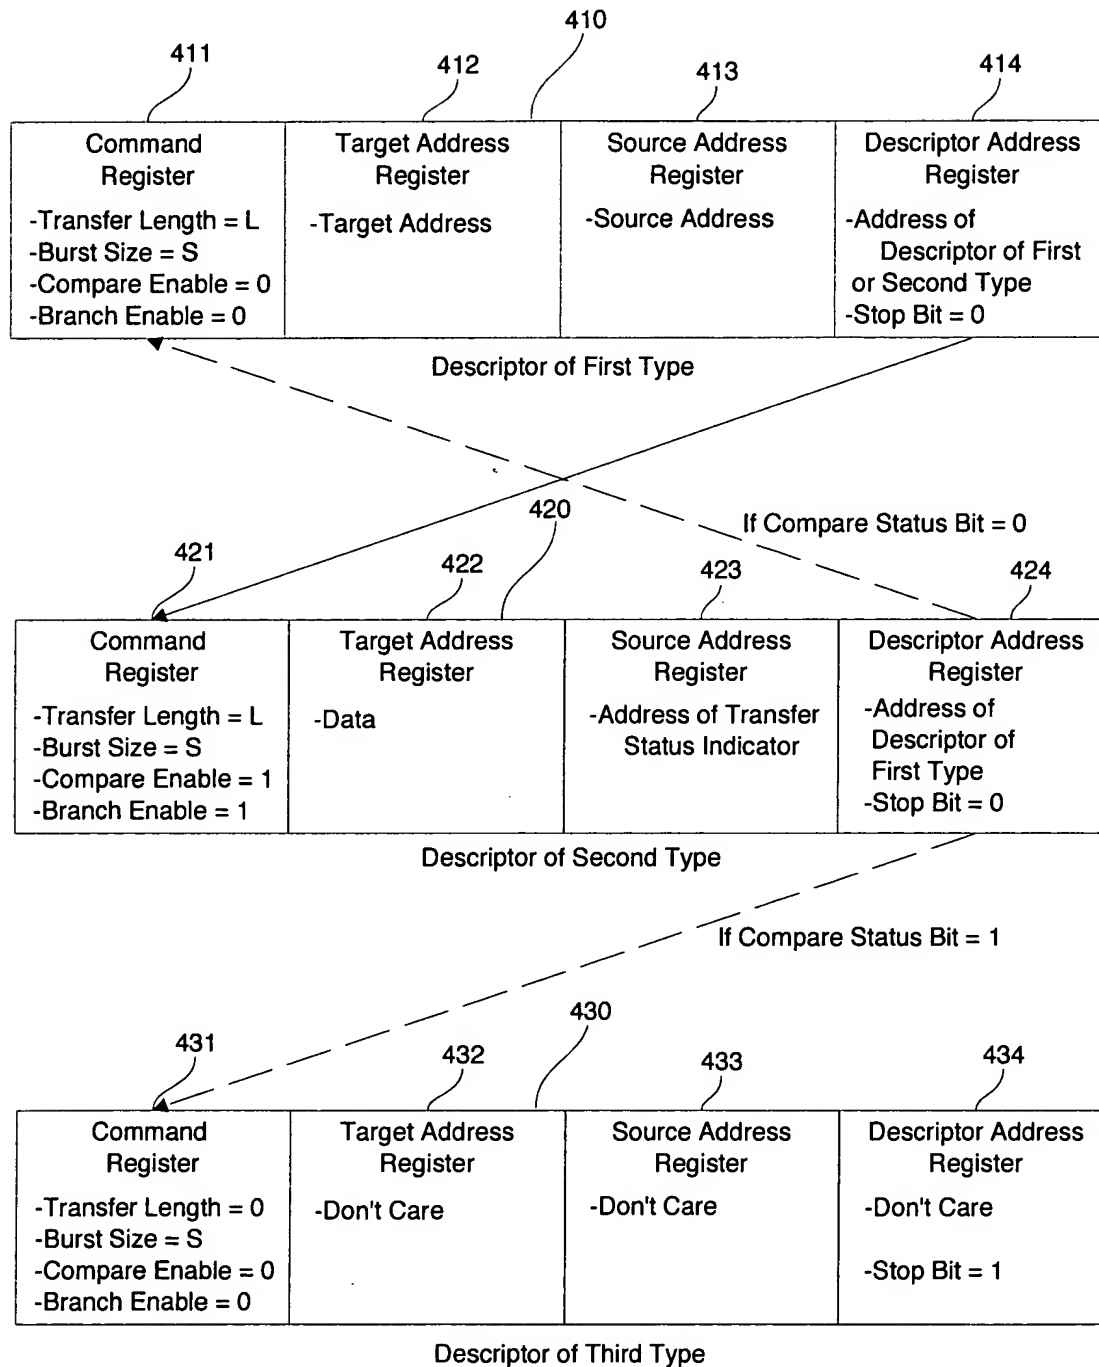 410
411
412
413
414
Command
Register
-Transfer Length = L
-Burst Size = S
-Compare Enable = 0
-Branch Enable = 0
Target Address
Register
-Target Address
Source Address
Register
-Source Address
Descriptor Address
Register
-Address of
Descriptor of First
or Second Type
-Stop Bit = 0
Descriptor of First Type
If Compare Status Bit = 0
420
421
422
423
424
Command
Register
-Transfer Length = L
-Burst Size = S
-Compare Enable = 1
-Branch Enable = 1
Target Address
Register
-Data
Source Address
Register
-Address of Transfer
Status Indicator
Descriptor Address
Register
-Address of
Descriptor of
First Type
-Stop Bit = 0
Descriptor of Second Type
If Compare Status Bit = 1
430
431
432
433
434
Command
Register
-Transfer Length = 0
-Burst Size = S
-Compare Enable = 0
-Branch Enable = 0
Target Address
Register
-Don't Care
Source Address
Register
-Don't Care
Descriptor Address
Register
-Don't Care
-Stop Bit = 1
Descriptor of Third Type